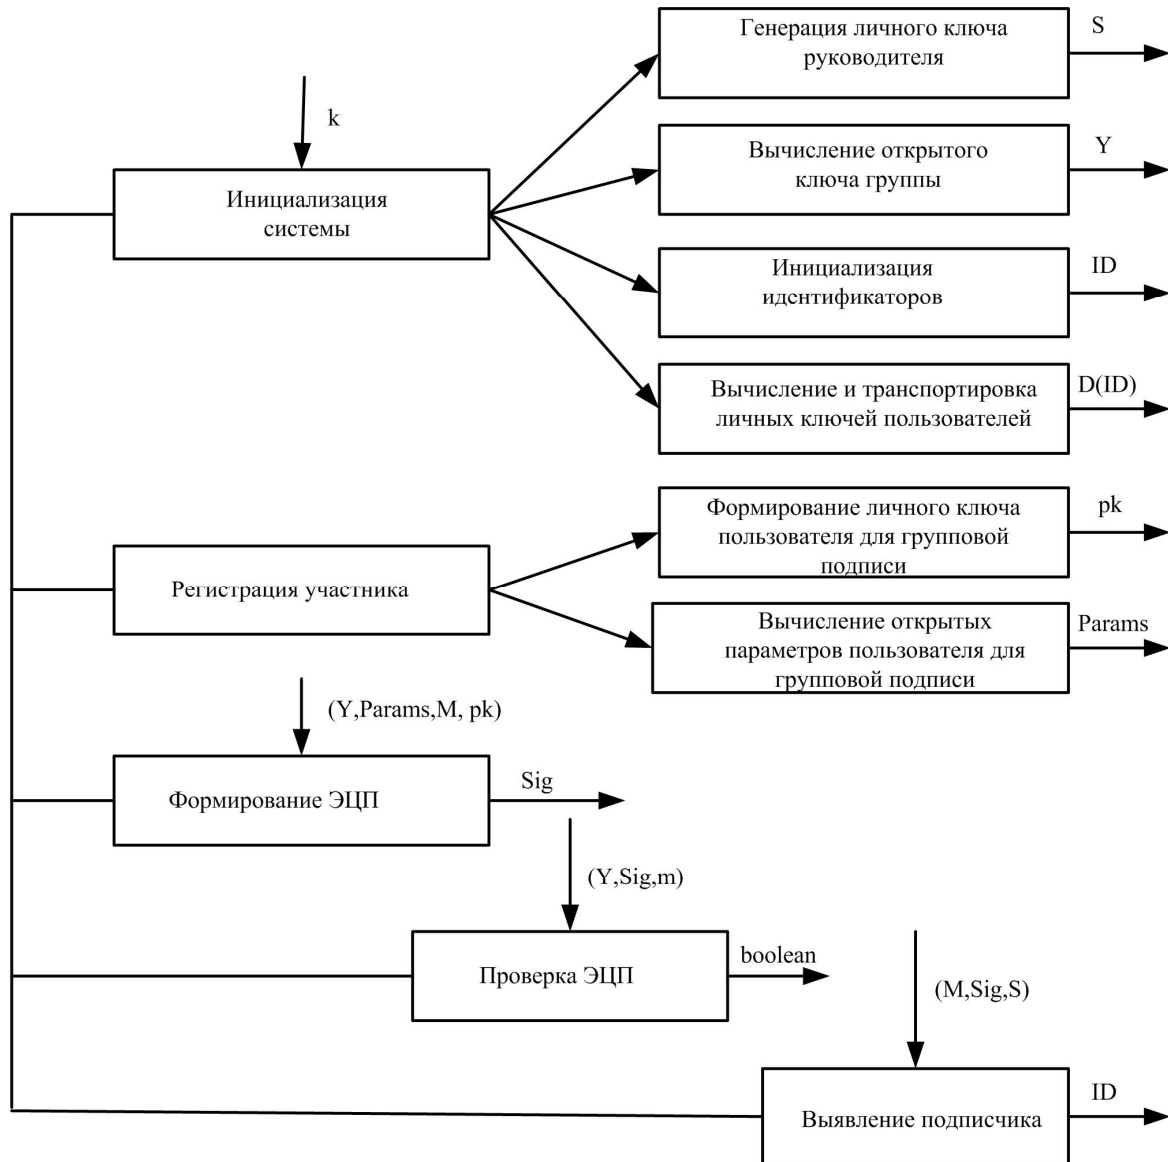 Генерация личного ключа
руководителя
S
k
Вычисление открытого
ключа группы
Y
Инициализация
системы
Инициализация
идентификаторов
ID
Вычисление и транспортировка
личных ключей пользователей
D(ID)
Формирование личного ключа
пользователя для групповой
подписи
pk
Регистрация участника
Вычисление открытых
параметров пользователя для
групповой подписи
Params
(Y,Params,M, pk)
Формирование ЭЦП
Sig
(Y,Sig,m)
Проверка ЭЦП
boolean
(M,Sig,S)
Выявление подписчика
ID